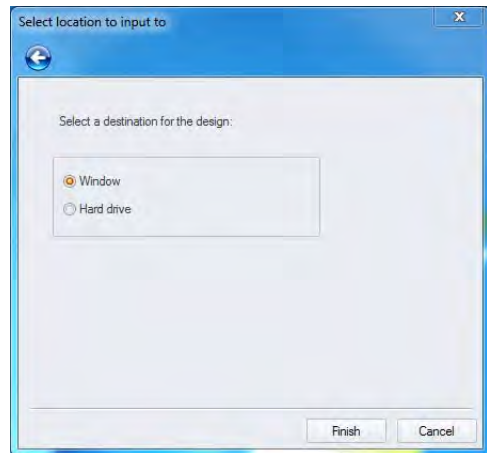 Select location to input to
X
Select a destination for the design:
Window
Hard drive
Finish
Cancel